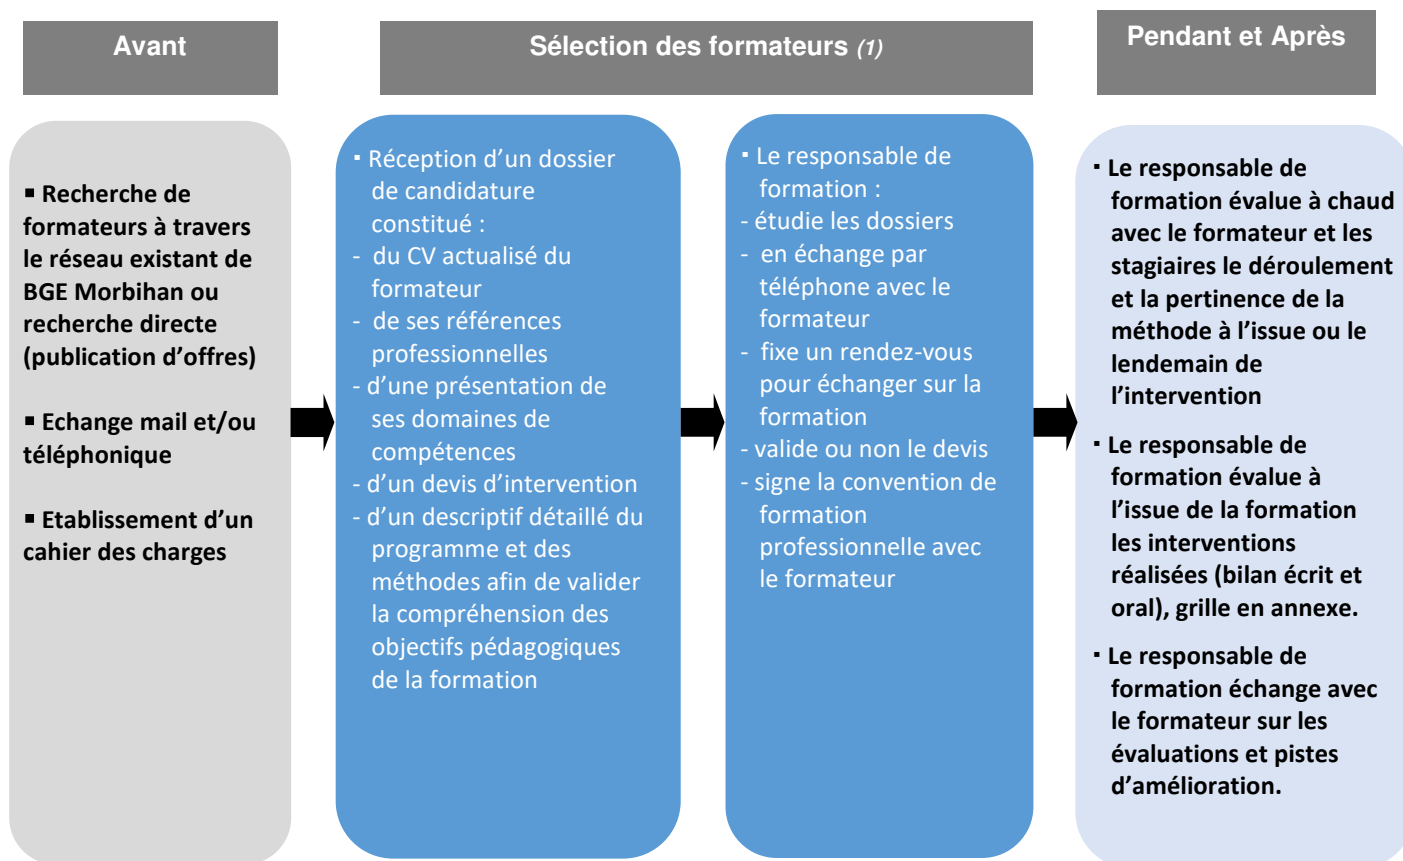 Avant
Sélection des formateurs (1)
Pendant et Après
▪ Recherche de
formateurs à travers
le réseau existant de
BGE Morbihan ou
recherche directe
(publication d’offres)
▪ Echange mail et/ou
téléphonique
▪ Etablissement d’un
cahier des charges
▪ Réception d’un dossier
de candidature
constitué :
- du CV actualisé du
formateur
- de ses références
professionnelles
- d’une présentation de
ses domaines de
compétences
- d’un devis d’intervention
- d’un descriptif détaillé du
programme et des
méthodes afin de valider
la compréhension des
objectifs pédagogiques
de la formation
▪ Le responsable de
formation :
- étudie les dossiers
- en échange par
téléphone avec le
formateur
- fixe un rendez-vous
pour échanger sur la
formation
- valide ou non le devis
- signe la convention de
formation
professionnelle avec
le formateur
▪ Le responsable de
formation évalue à chaud
avec le formateur et les
stagiaires le déroulement
et la pertinence de la
méthode à l’issue ou le
lendemain de
l’intervention
▪ Le responsable de
formation évalue à
l’issue de la formation
les interventions
réalisées (bilan écrit et
oral), grille en annexe.
▪ Le responsable de
formation échange avec
le formateur sur les
évaluations et pistes
d’amélioration.